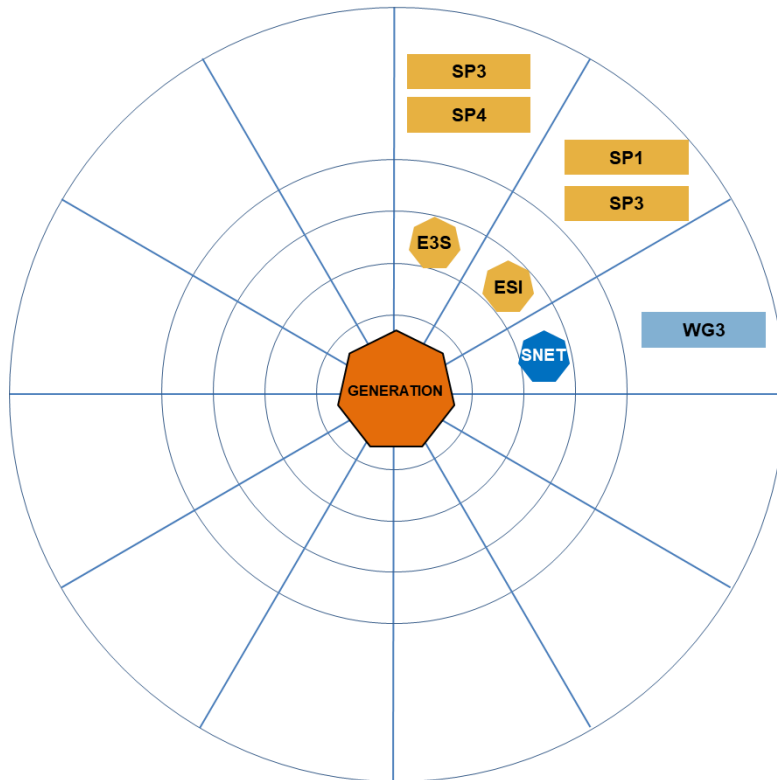 SP3
SP4
SP1
SP3
E3S
ESI
WG3
SNET
GENERATION